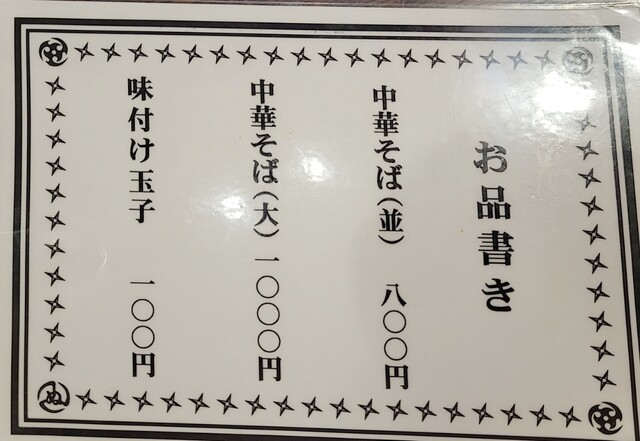 お品書き
中華そば(並) 八〇〇円
中華そば(大)一〇〇〇円
味付け玉子 一〇〇円
ぬ